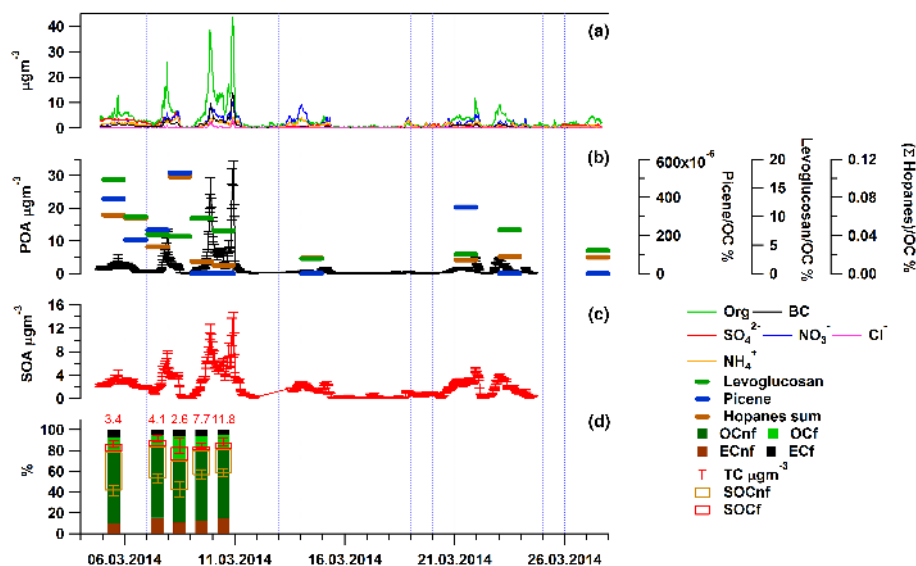 (a)
µgm-3
40
30
20
10
0
(b)
POA µgm-3
30
20
10
0
600x10-6
400
200
0
Picene/OC %
20
15
10
5
0
Levoglucosan/OC %
0.12
0.08
0.04
0.00
(Σ Hopanes)/OC %
(c)
SOA µgm-3
16
12
8
4
0
(d)
3.4 4.1 2.6 7.7 11.8
%
100
80
60
40
20
0
06.03.2014 11.03.2014 16.03.2014 21.03.2014 26.03.2014
Org BC
SO42- NO3- Cl-
NH4+
Levoglucosan
Picene
Hopanes sum
OCnf OCf
ECnf ECf
TC µgm-3
SOCnf
SOCf